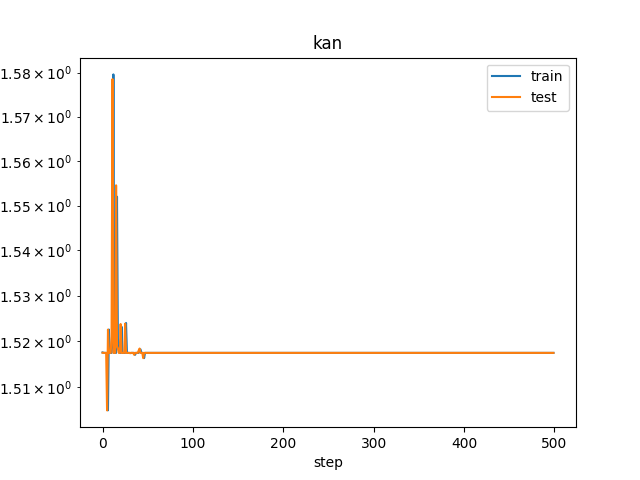 kan
1.58 × 10⁰
1.57 × 10⁰
1.56 × 10⁰
1.55 × 10⁰
1.54 × 10⁰
1.53 × 10⁰
1.52 × 10⁰
1.51 × 10⁰
train
test
0 100 200 300 400 500
step